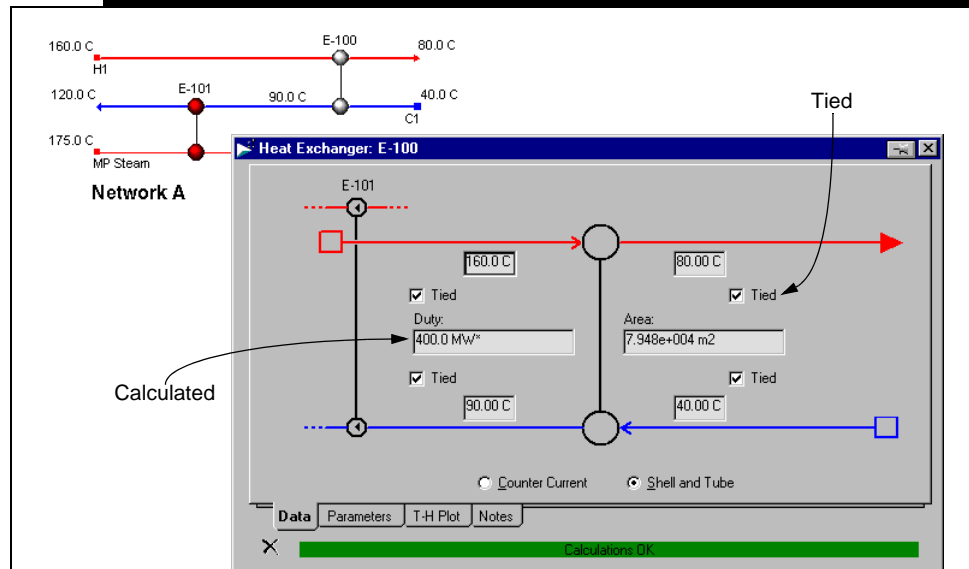 160.0 C
E-100
80.0 C
H1
120.0 C
E-101
90.0 C
40.0 C
C1
175.0 C
MP Steam
Network A
Tied
Heat Exchanger: E-100
E-101
160.0 C
80.00 C
Tied
Tied
Duty:
Area:
400.0 MW*
7.948e+004 m2
Calculated
Tied
Tied
90.00 C
40.00 C
Counter Current
Shell and Tube
Data
Parameters
T-H Plot
Notes
Calculations OK